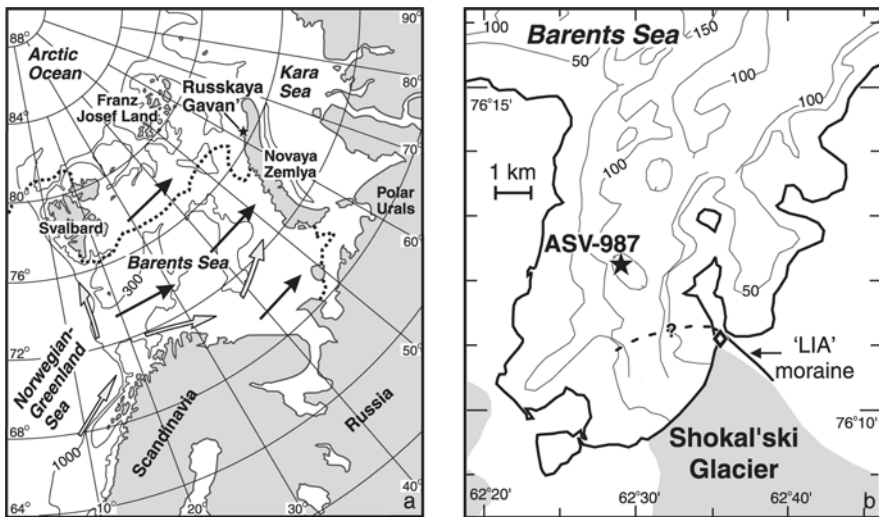 90°
88°
Arctic
Ocean
Kara
Sea
80°
Russkaya
Gavan'
Franz
Josef Land
84°
70°
Novaya
Zemlya
80°
Polar
Urals
Svalbard
60°
Barents Sea
76°
300
50°
72°
Norwegian-
Greenland
Sea
68°
Scandinavia
Russia
40°
1000
64°
10°
20°
30°
a
Barents Sea
150
50
100
100
76°15'
100
1 km
ASV-987
50
?
'LIA'
moraine
76°10'
Shokal'ski
Glacier
62°20'
62°30'
62°40'
b